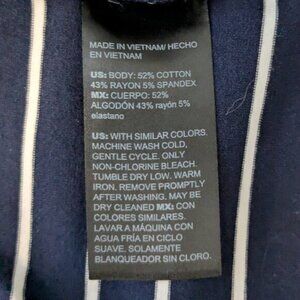 MADE IN VIETNAM/ HECHO
EN VIETNAM
US: BODY: 52% COTTON
43% RAYON 5% SPANDEX
MX: CUERPO: 52%
ALGODÓN 43% rayón 5%
elastano
US: WITH SIMILAR COLORS.
MACHINE WASH COLD,
GENTLE CYCLE. ONLY
NON-CHLORINE BLEACH.
TUMBLE DRY LOW. WARM
IRON. REMOVE PROMPTLY
AFTER WASHING. MAY BE
DRY CLEANED MX: CON
COLORES SIMILARES.
LAVAR A MÁQUINA CON
AGUA FRÍA EN CICLO
SUAVE. SOLAMENTE
BLANQUEADOR SIN CLORO.